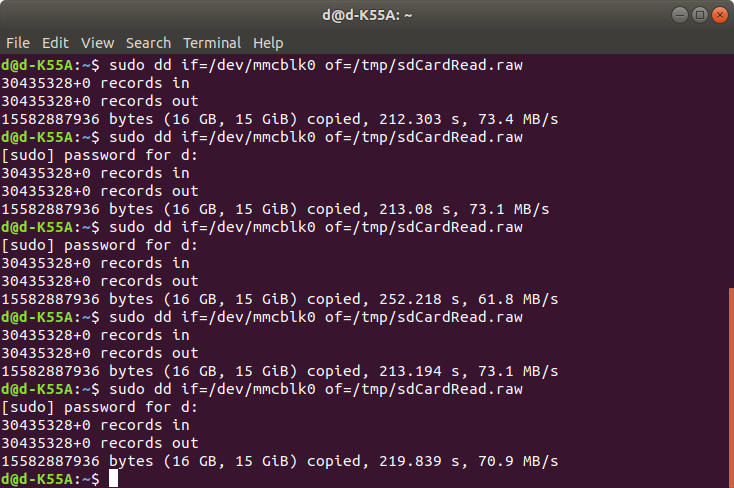 d@d-K55A: ~
File Edit View Search Terminal Help
d@d-K55A:~$ sudo dd if=/dev/mmcblk0 of=/tmp/sdCardRead.raw
30435328+0 records in
30435328+0 records out
15582887936 bytes (16 GB, 15 GiB) copied, 212.303 s, 73.4 MB/s
d@d-K55A:~$ sudo dd if=/dev/mmcblk0 of=/tmp/sdCardRead.raw
[sudo] password for d:
30435328+0 records in
30435328+0 records out
15582887936 bytes (16 GB, 15 GiB) copied, 213.08 s, 73.1 MB/s
d@d-K55A:~$ sudo dd if=/dev/mmcblk0 of=/tmp/sdCardRead.raw
[sudo] password for d:
30435328+0 records in
30435328+0 records out
15582887936 bytes (16 GB, 15 GiB) copied, 252.218 s, 61.8 MB/s
d@d-K55A:~$ sudo dd if=/dev/mmcblk0 of=/tmp/sdCardRead.raw
30435328+0 records in
30435328+0 records out
15582887936 bytes (16 GB, 15 GiB) copied, 213.194 s, 73.1 MB/s
d@d-K55A:~$ sudo dd if=/dev/mmcblk0 of=/tmp/sdCardRead.raw
[sudo] password for d:
30435328+0 records in
30435328+0 records out
15582887936 bytes (16 GB, 15 GiB) copied, 219.839 s, 70.9 MB/s
d@d-K55A:~$